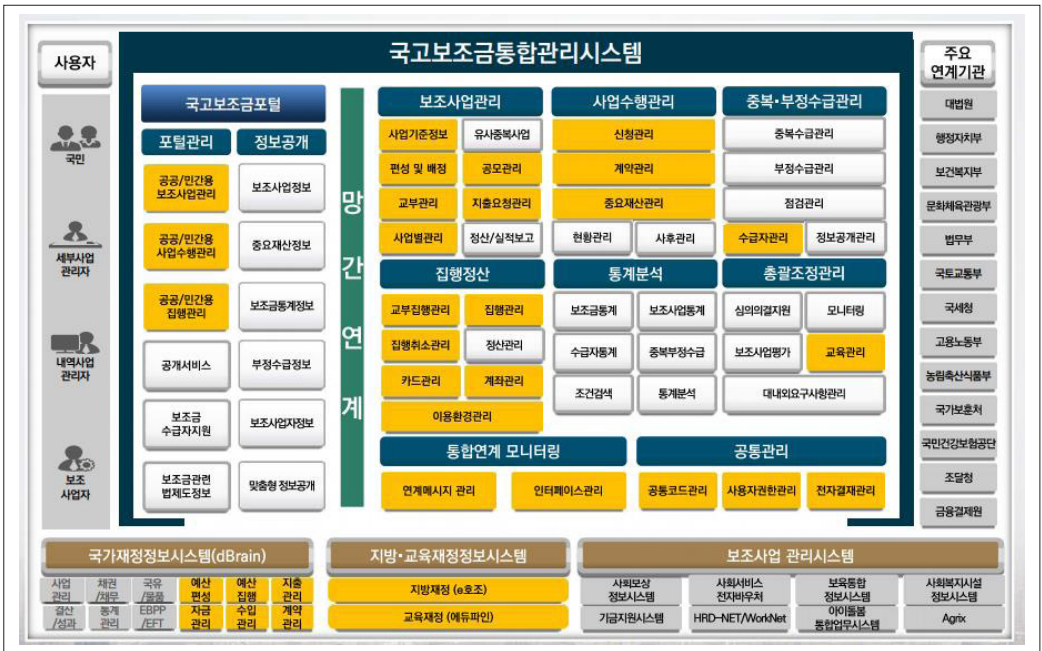 국고보조금통합관리시스템
사용자
국민
세부사업
관리자
내역사업
관리자
보조
사업자
국고보조금포털
포털관리
공공/민간용
보조사업관리
공공/민간용
사업수행관리
공공/민간용
집행관리
공개서비스
보조금
수급자지원
보조금관련
법제도정보
정보공개
보조사업정보
중요재산정보
보조금통계정보
부정수급정보
보조사업자정보
맞춤형 정보공개
망
간
연
계
보조사업관리
사업기준정보
유사중복사업
편성 및 배정
공모관리
교부관리
지출요청관리
사업별관리
정산/실적보고
사업수행관리
신청관리
계약관리
중요재산관리
현황관리
사후관리
중복·부정수급관리
중복수급관리
부정수급관리
점검관리
수급자관리
정보공개관리
집행정산
교부집행관리
집행관리
집행취소관리
정산관리
카드관리
계좌관리
이용환경관리
통계분석
보조금통계
보조사업통계
수급자통계
중복부정수급
조건검색
통계분석
총괄조정관리
심의의결지원
모니터링
보조사업평가
교육관리
대내외요구사항관리
통합연계 모니터링
연계메시지 관리
인터페이스관리
공통관리
공통코드관리
사용자권한관리
전자결재관리
주요
연계기관
대법원
행정자치부
보건복지부
문화체육관광부
법무부
국토교통부
국세청
고용노동부
농림축산식품부
국가보훈처
국민건강보험공단
조달청
금융결제원
국가재정정보시스템(dBrain)
사업
관리
채권
/채무
국유
/물품
예산
편성
예산
집행
지출
관리
결산
/성과
통계
관리
EBPP
/EFT
자금
관리
수입
관리
계약
관리
지방·교육재정정보시스템
지방재정 (e호조)
교육재정 (에듀파인)
보조사업 관리시스템
사회보상
정보시스템
사회서비스
전자바우처
보육통합
정보시스템
사회복지시설
정보시스템
기금지원시스템
HRD-NET/WorkNet
아이돌봄
통합업무시스템
Agrix